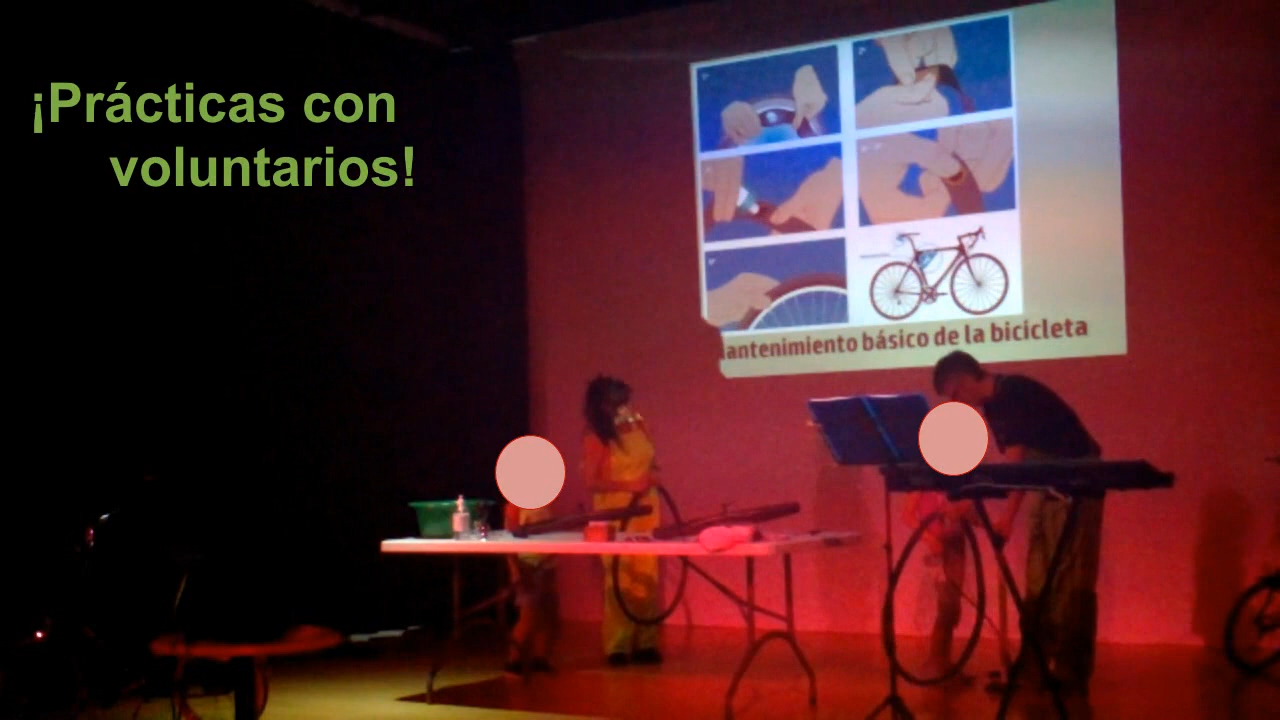 ¡Prácticas con
voluntarios!
antenimiento básico de la bicicleta